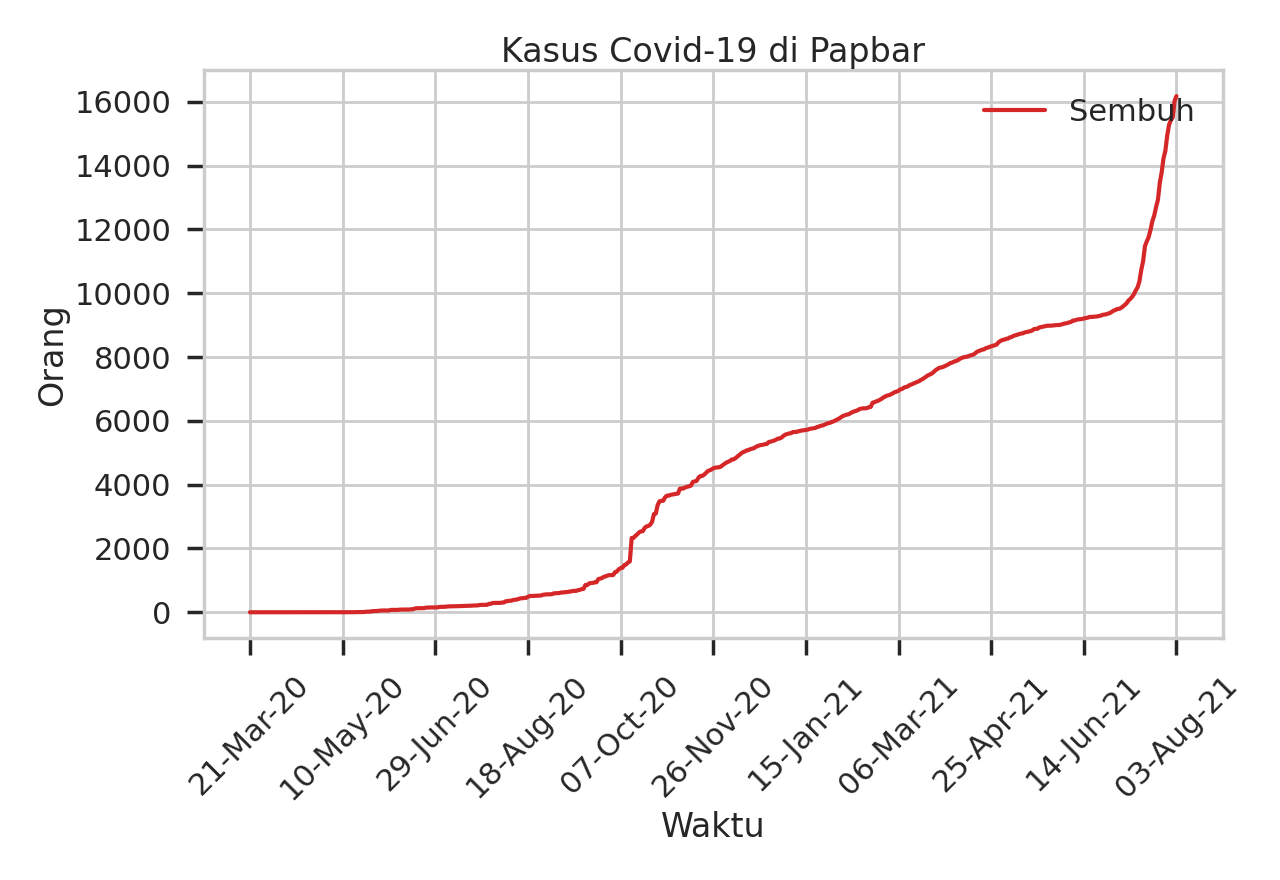 Kasus Covid-19 di Papbar
Sembuh
Orang
16000
14000
12000
10000
8000
6000
4000
2000
0
21-Mar-20
10-May-20
29-Jun-20
18-Aug-20
07-Oct-20
26-Nov-20
15-Jan-21
06-Mar-21
25-Apr-21
14-Jun-21
03-Aug-21
Waktu